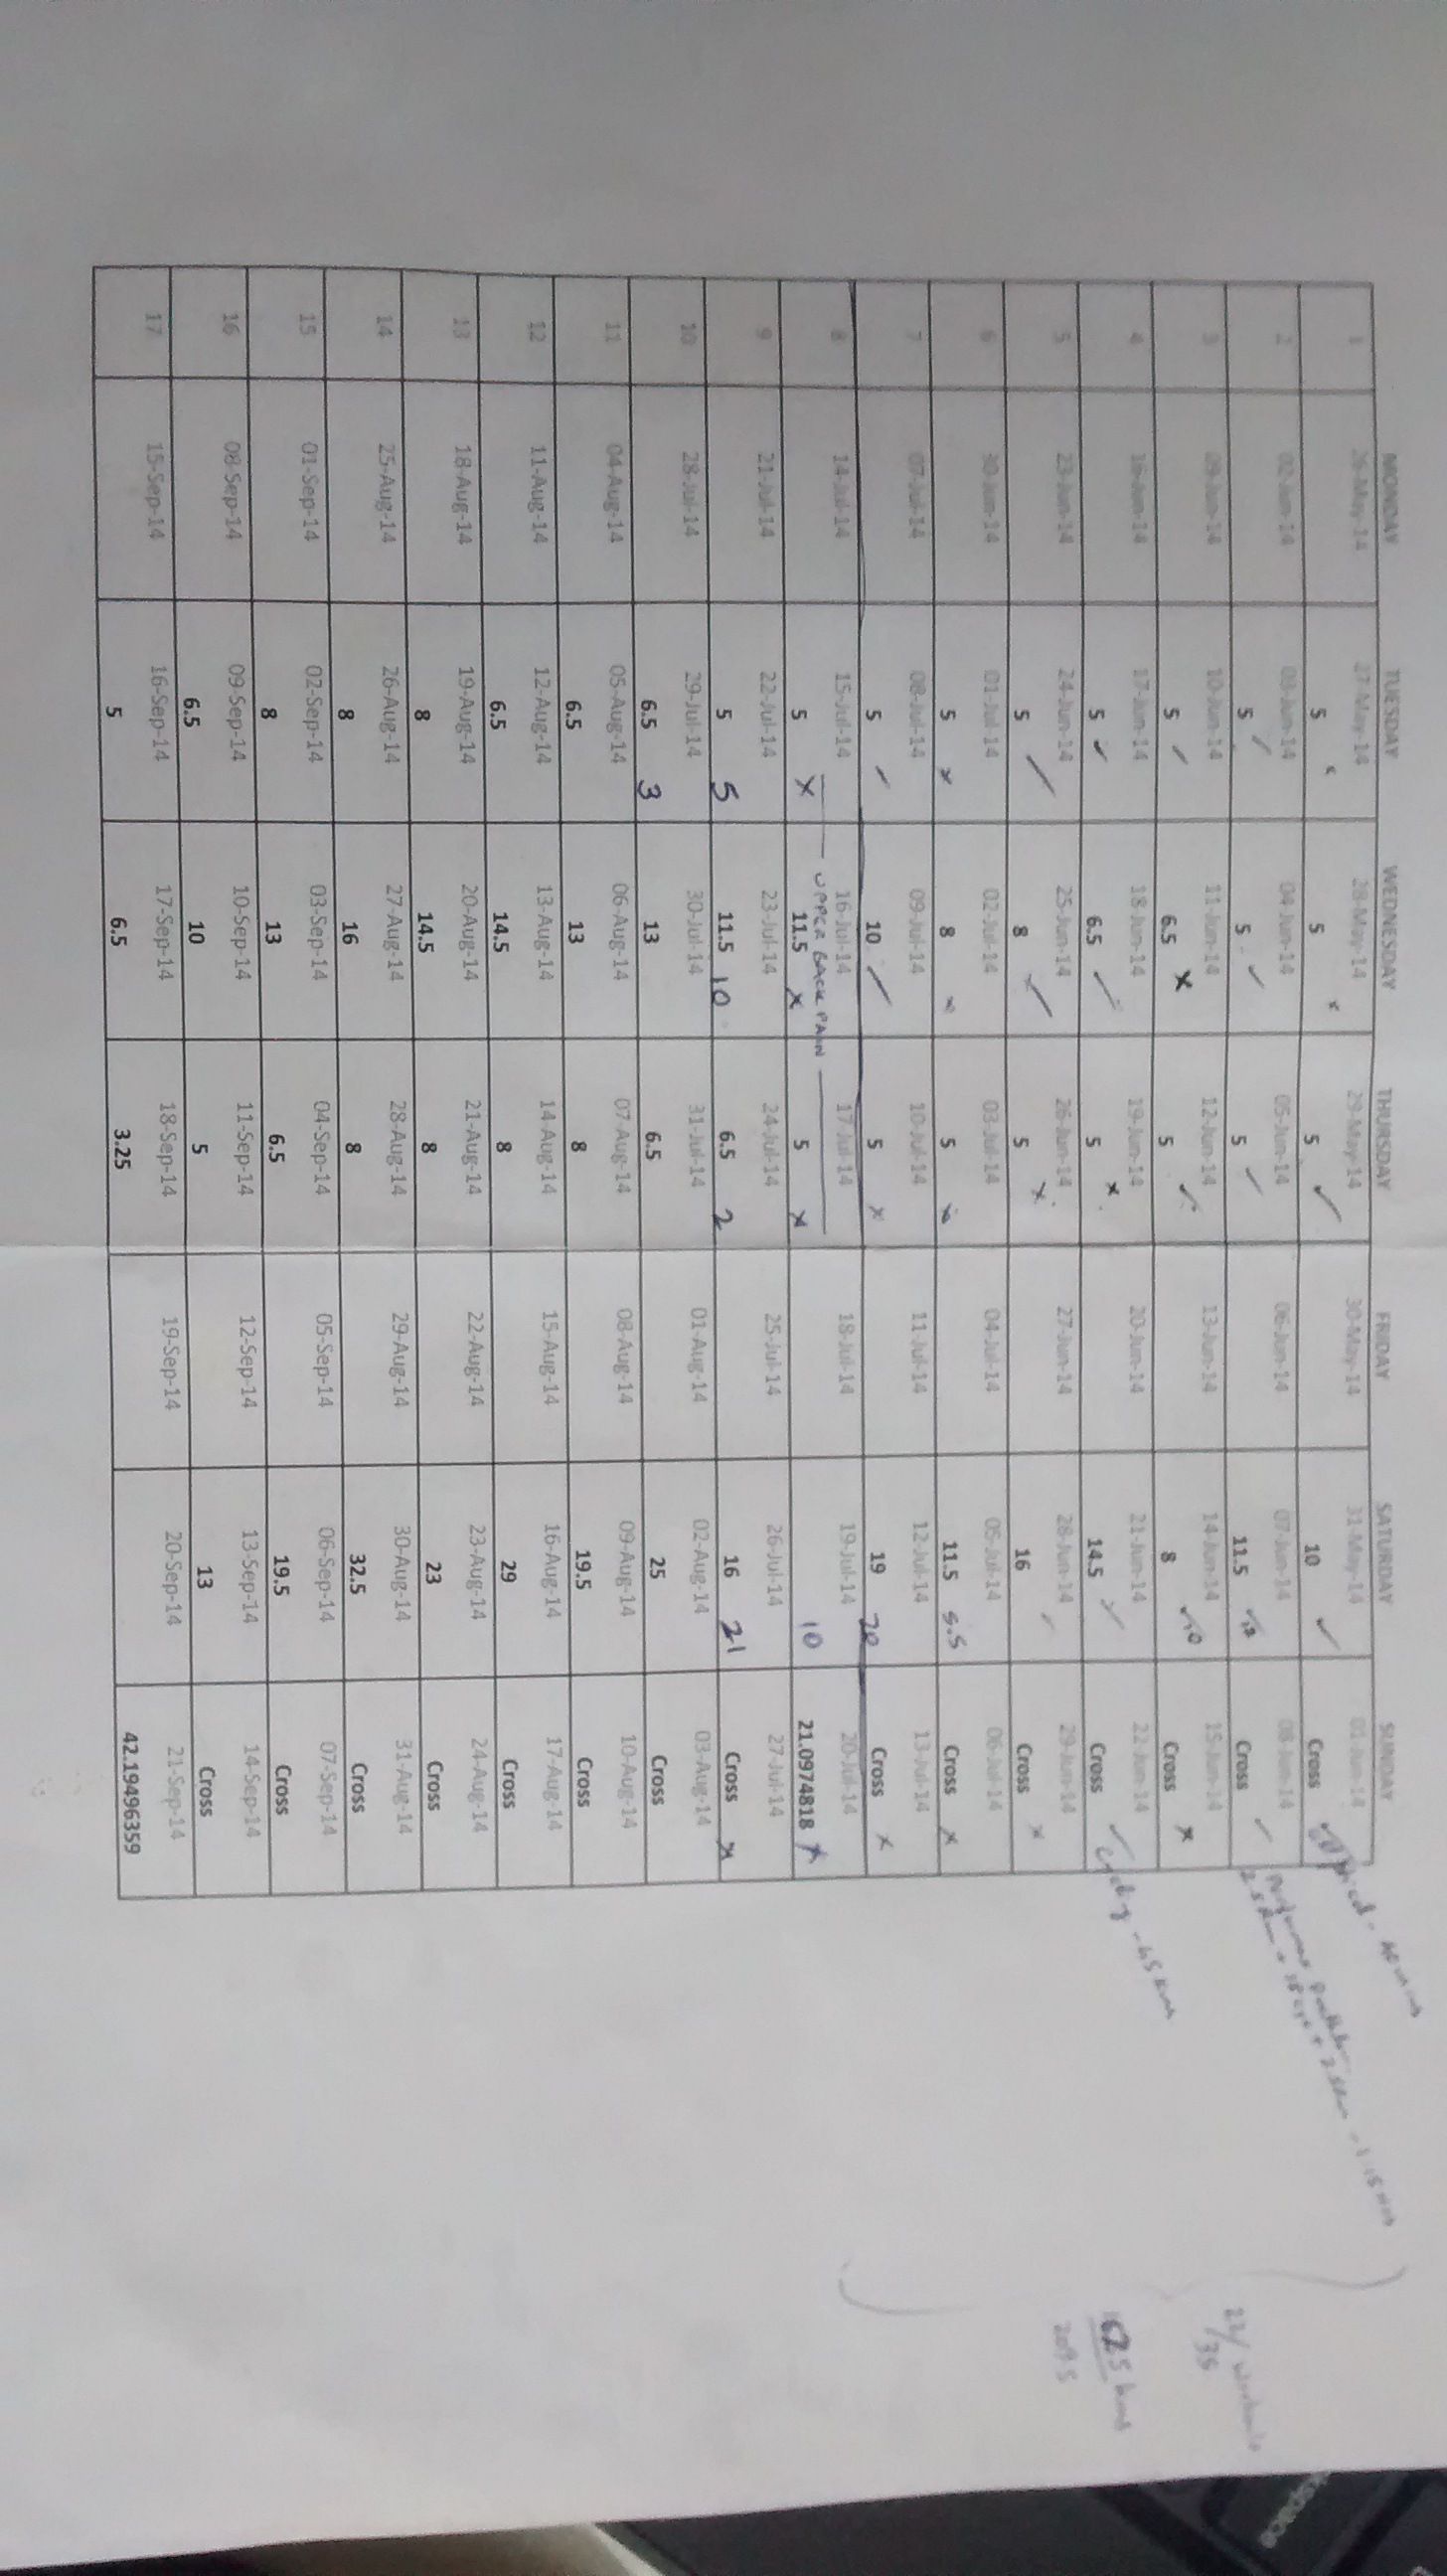 MONDAY TUESDAY WEDNESDAY THURSDAY FRIDAY SATURDAY SUNDAY
1 26-May-14 27-May-14 28-May-14 29-May-14 30-May-14 31-May-14 01-Jun-14
5 x 5 x 5 ✓ 10 ✓ Cross ✓
2 02-Jun-14 03-Jun-14 04-Jun-14 05-Jun-14 06-Jun-14 07-Jun-14 08-Jun-14
5 ✓ 5 ✓ 5 ✓ 11.5 ✓12 Cross ✓
3 09-Jun-14 10-Jun-14 11-Jun-14 12-Jun-14 13-Jun-14 14-Jun-14 15-Jun-14
5 ✓ 6.5 x 5 ✓ 8 ✓10 Cross x
4 16-Jun-14 17-Jun-14 18-Jun-14 19-Jun-14 20-Jun-14 21-Jun-14 22-Jun-14
5 ✓ 6.5 ✓ 5 x 14.5 ✓ Cross ✓ Cycling - 45 km
5 23-Jun-14 24-Jun-14 25-Jun-14 26-Jun-14 27-Jun-14 28-Jun-14 29-Jun-14
5 ✓ 8 ✓ 5 x 16 ✓ Cross x
6 30-Jun-14 01-Jul-14 02-Jul-14 03-Jul-14 04-Jul-14 05-Jul-14 06-Jul-14
5 x 8 x 5 x 11.5 5.5 Cross x
7 07-Jul-14 08-Jul-14 09-Jul-14 10-Jul-14 11-Jul-14 12-Jul-14 13-Jul-14
5 ✓ 10 ✓ 5 x 19 20 Cross x
8 14-Jul-14 15-Jul-14 16-Jul-14 17-Jul-14 18-Jul-14 19-Jul-14 20-Jul-14
UPPER BACK PAIN
5 x 11.5 x 5 x 10 21.0974818 x
9 21-Jul-14 22-Jul-14 23-Jul-14 24-Jul-14 25-Jul-14 26-Jul-14 27-Jul-14
5 5 11.5 10 6.5 2 16 21 Cross x
10 28-Jul-14 29-Jul-14 30-Jul-14 31-Jul-14 01-Aug-14 02-Aug-14 03-Aug-14
6.5 3 13 6.5 25 Cross
11 04-Aug-14 05-Aug-14 06-Aug-14 07-Aug-14 08-Aug-14 09-Aug-14 10-Aug-14
6.5 13 8 19.5 Cross
12 11-Aug-14 12-Aug-14 13-Aug-14 14-Aug-14 15-Aug-14 16-Aug-14 17-Aug-14
6.5 14.5 8 29 Cross
13 18-Aug-14 19-Aug-14 20-Aug-14 21-Aug-14 22-Aug-14 23-Aug-14 24-Aug-14
8 14.5 8 23 Cross
14 25-Aug-14 26-Aug-14 27-Aug-14 28-Aug-14 29-Aug-14 30-Aug-14 31-Aug-14
8 16 8 32.5 Cross
15 01-Sep-14 02-Sep-14 03-Sep-14 04-Sep-14 05-Sep-14 06-Sep-14 07-Sep-14
8 13 6.5 19.5 Cross
16 08-Sep-14 09-Sep-14 10-Sep-14 11-Sep-14 12-Sep-14 13-Sep-14 14-Sep-14
6.5 10 5 13 Cross
17 15-Sep-14 16-Sep-14 17-Sep-14 18-Sep-14 19-Sep-14 20-Sep-14 21-Sep-14
5 6.5 3.25 42.19496359
22/35 workouts
162.5 kms
209.5